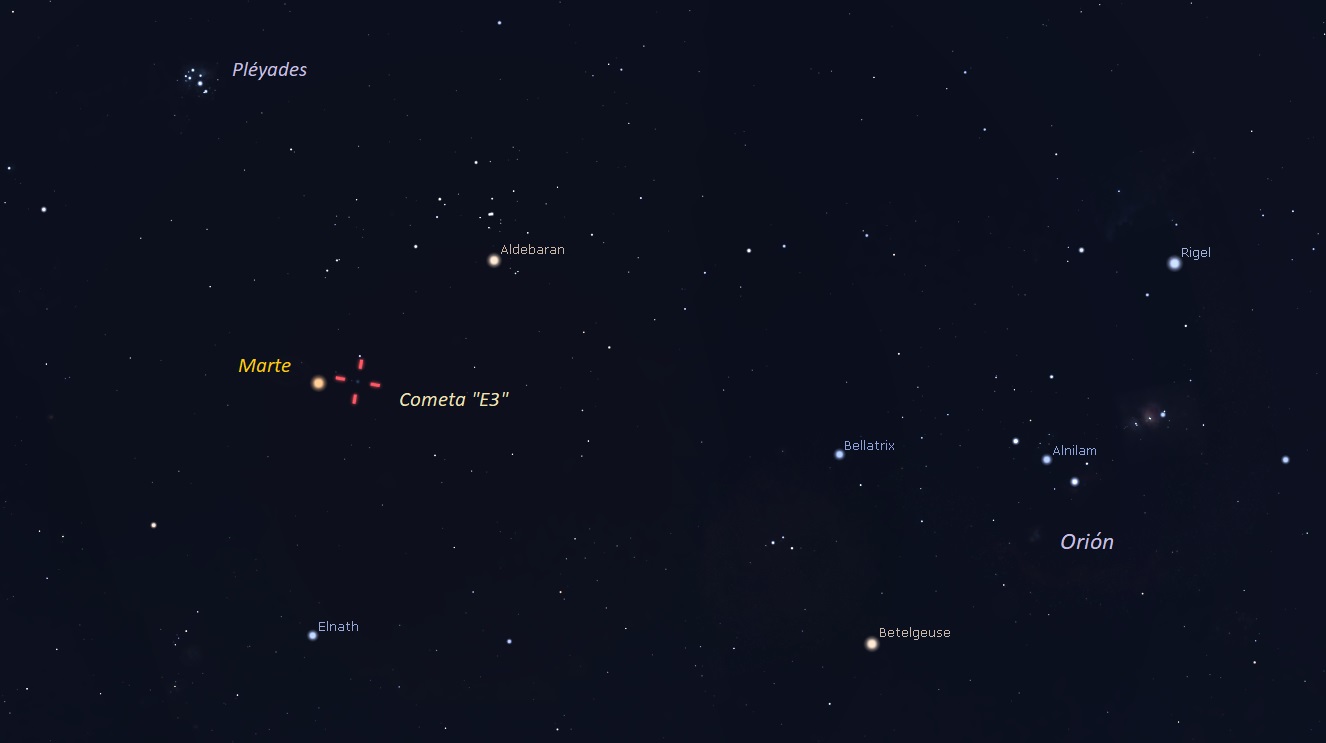 Pléyades
Aldebaran
Rigel
Marte
Cometa "E3"
Bellatrix
Alnilam
Orión
Elnath
Betelgeuse